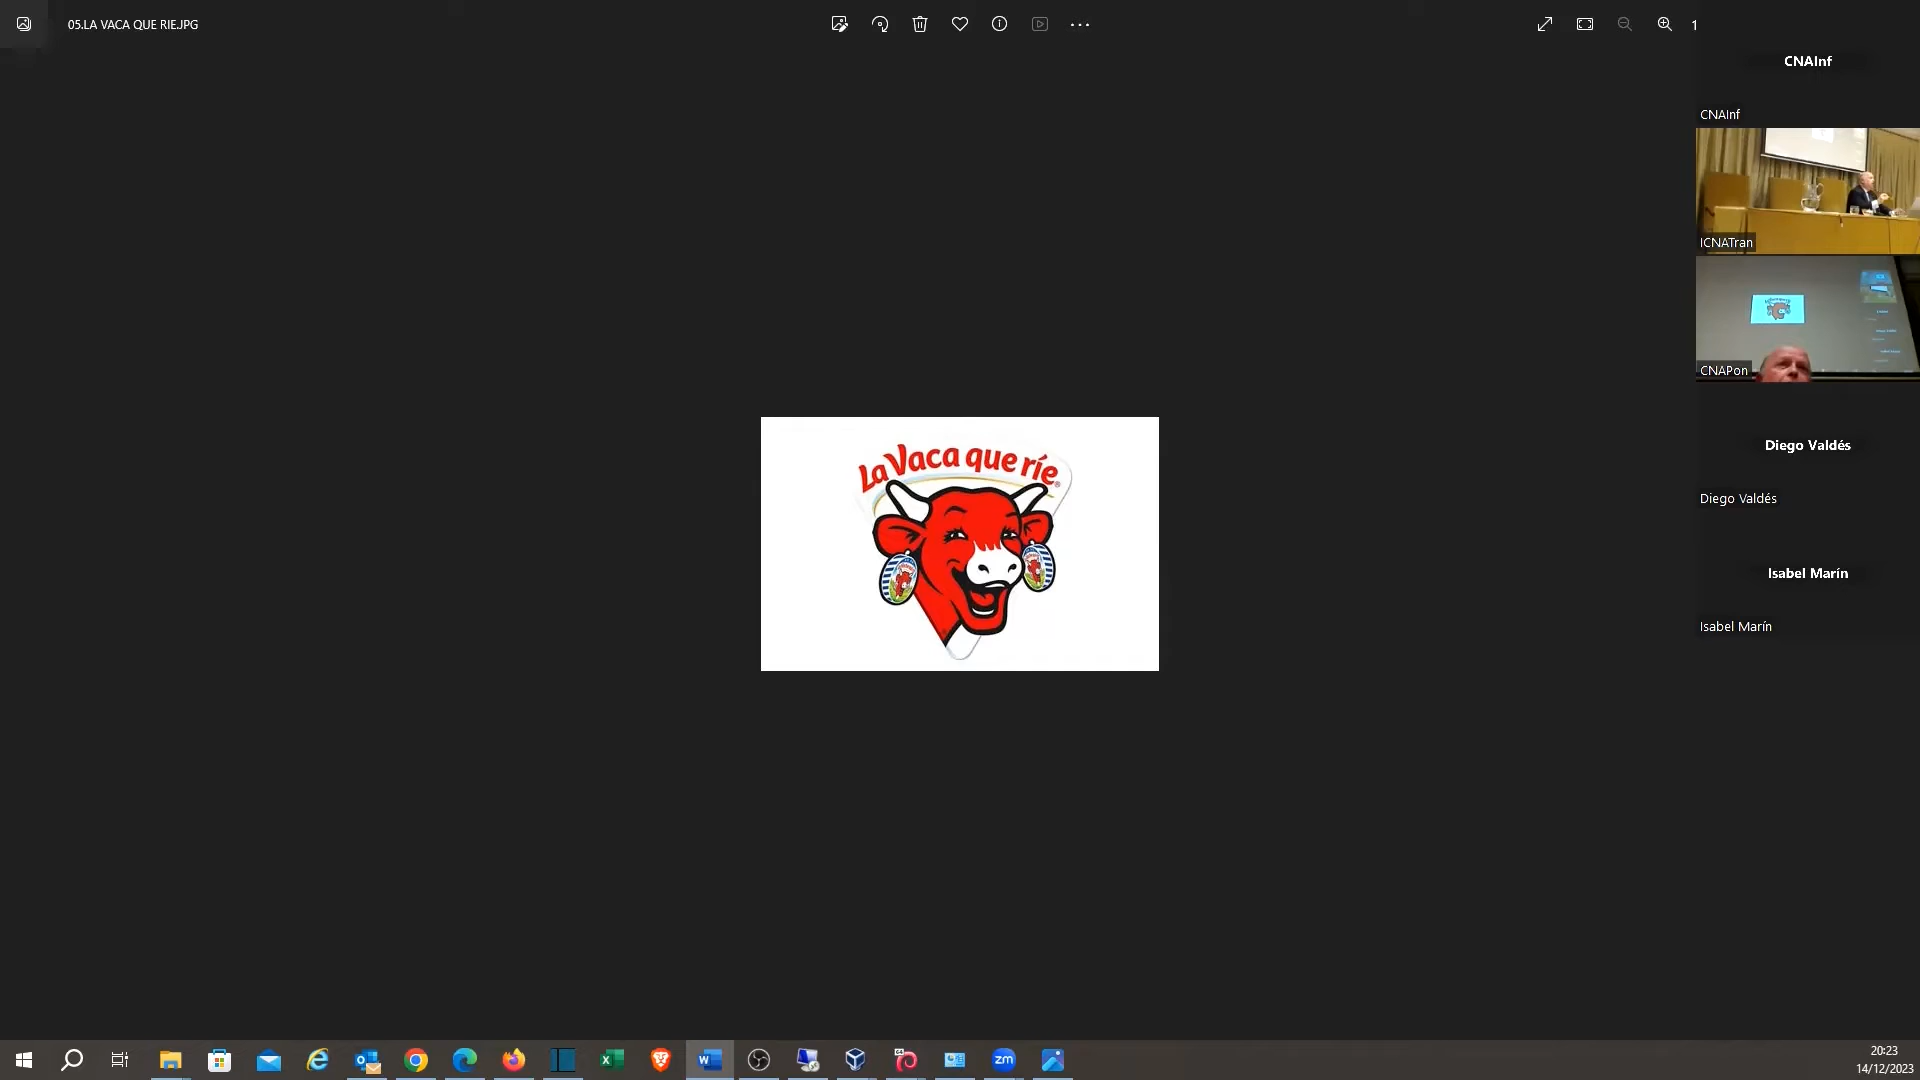 05.LA VACA QUE RIE.JPG
1
CNAInf
CNAInf
ICNATran
CNAPon
La Vaca que ríe
Diego Valdés
Diego Valdés
Isabel Marín
Isabel Marín
20:23
14/12/2023